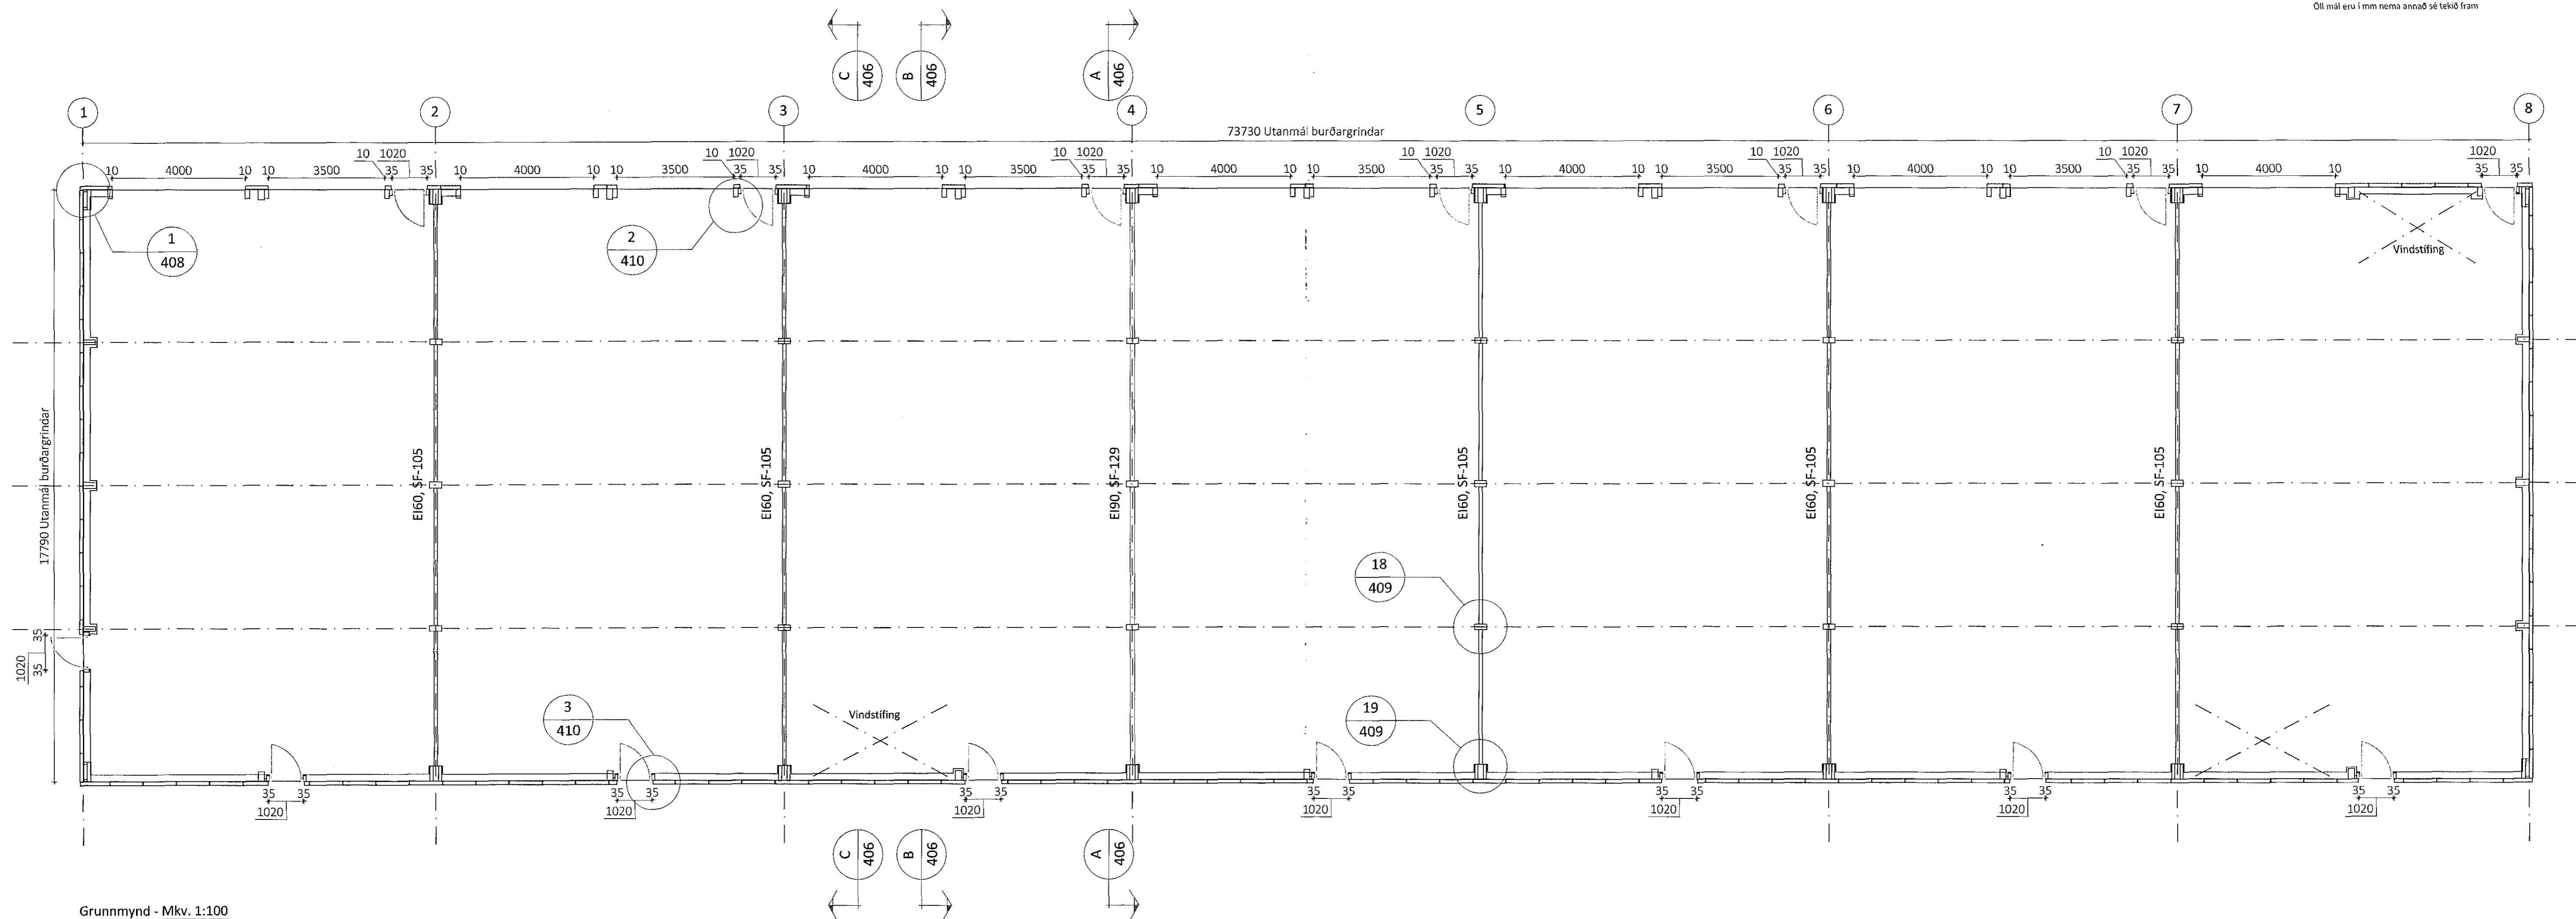 Öll mál eru í mm nema annað sé tekið fram
C 406
B 406
A 406
1 2 3 4 5 6 7 8
73730 Utanmál burðargrindar
10 1020 10 1020 10 1020 10 1020 10 1020 10 1020 1020
10 4000 10 10 3500 35 35 10 4000 10 10 3500 35 35 10 4000 10 10 3500 35 35 10 4000 10 10 3500 35 35 10 4000 10 10 3500 35 35 10 4000 10 10 3500 35 35 10 4000 10 35 35
1
408
2
410
Vindstífing
17790 Utanmál burðargrindar
EI60, SF-105
EI60, SF-105
EI90, SF-129
EI60, SF-105
EI60, SF-105
EI60, SF-105
18
409
35
1020
35
3
410
Vindstífing
19
409
35 35 35 35 35 35 35 35 35 35 35 35 35 35
1020 1020 1020 1020 1020 1020 1020
C 406
B 406
A 406
Grunnmynd - Mkv. 1:100